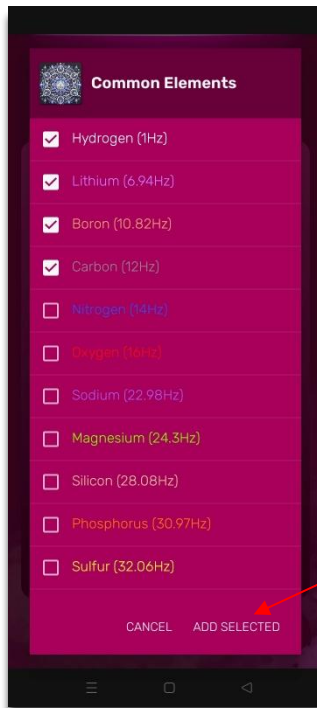 Common Elements
Hydrogen (1Hz)
Lithium (6.94Hz)
Boron (10.82Hz)
Carbon (12Hz)
Nitrogen (14Hz)
Oxygen (16Hz)
Sodium (22.98Hz)
Magnesium (24.3Hz)
Silicon (28.08Hz)
Phosphorus (30.97Hz)
Sulfur (32.06Hz)
CANCEL ADD SELECTED